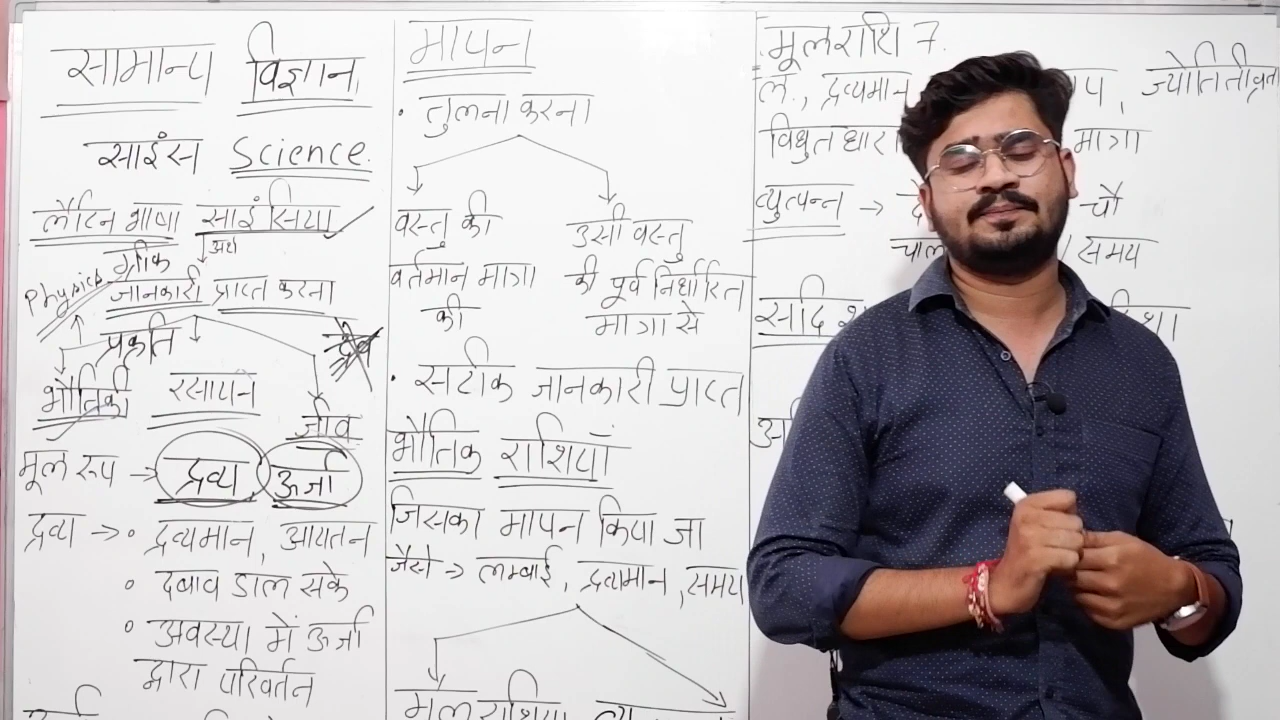 सामान्य विज्ञान
साइंस Science.
लैटिन भाषा साइंसिया
अर्थ
ग्रीक
Physics जानकारी प्राप्त करना
प्रकृति
भौतिकी रसायन
जीव
मूल रूप → द्रव्य ऊर्जा
द्रव्य → • द्रव्यमान, आयतन
• दबाव डाल सके
• अवस्था में ऊर्जा
द्वारा परिवर्तन
मापन
• तुलना करना
वस्तु की उसी वस्तु
वर्तमान मात्रा की पूर्व निर्धारित
की मात्रा से
• सटीक जानकारी प्राप्त
भौतिक राशियाँ
जिसका मापन किया जा
जैसे → लम्बाई, द्रव्यमान, समय
मूल राशियां
मूल राशि 7.
ल., द्रव्यमान ज्योति तीव्रता
विधुत धारा मात्रा
व्युत्पन्न → चौ
चाल समय